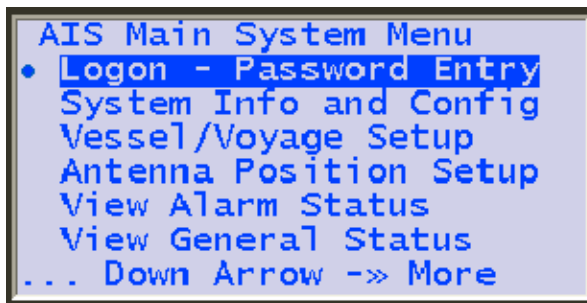 AIS Main System Menu
• Logon - Password Entry
System Info and Config
Vessel/Voyage Setup
Antenna Position Setup
View Alarm Status
View General Status
... Down Arrow -» More